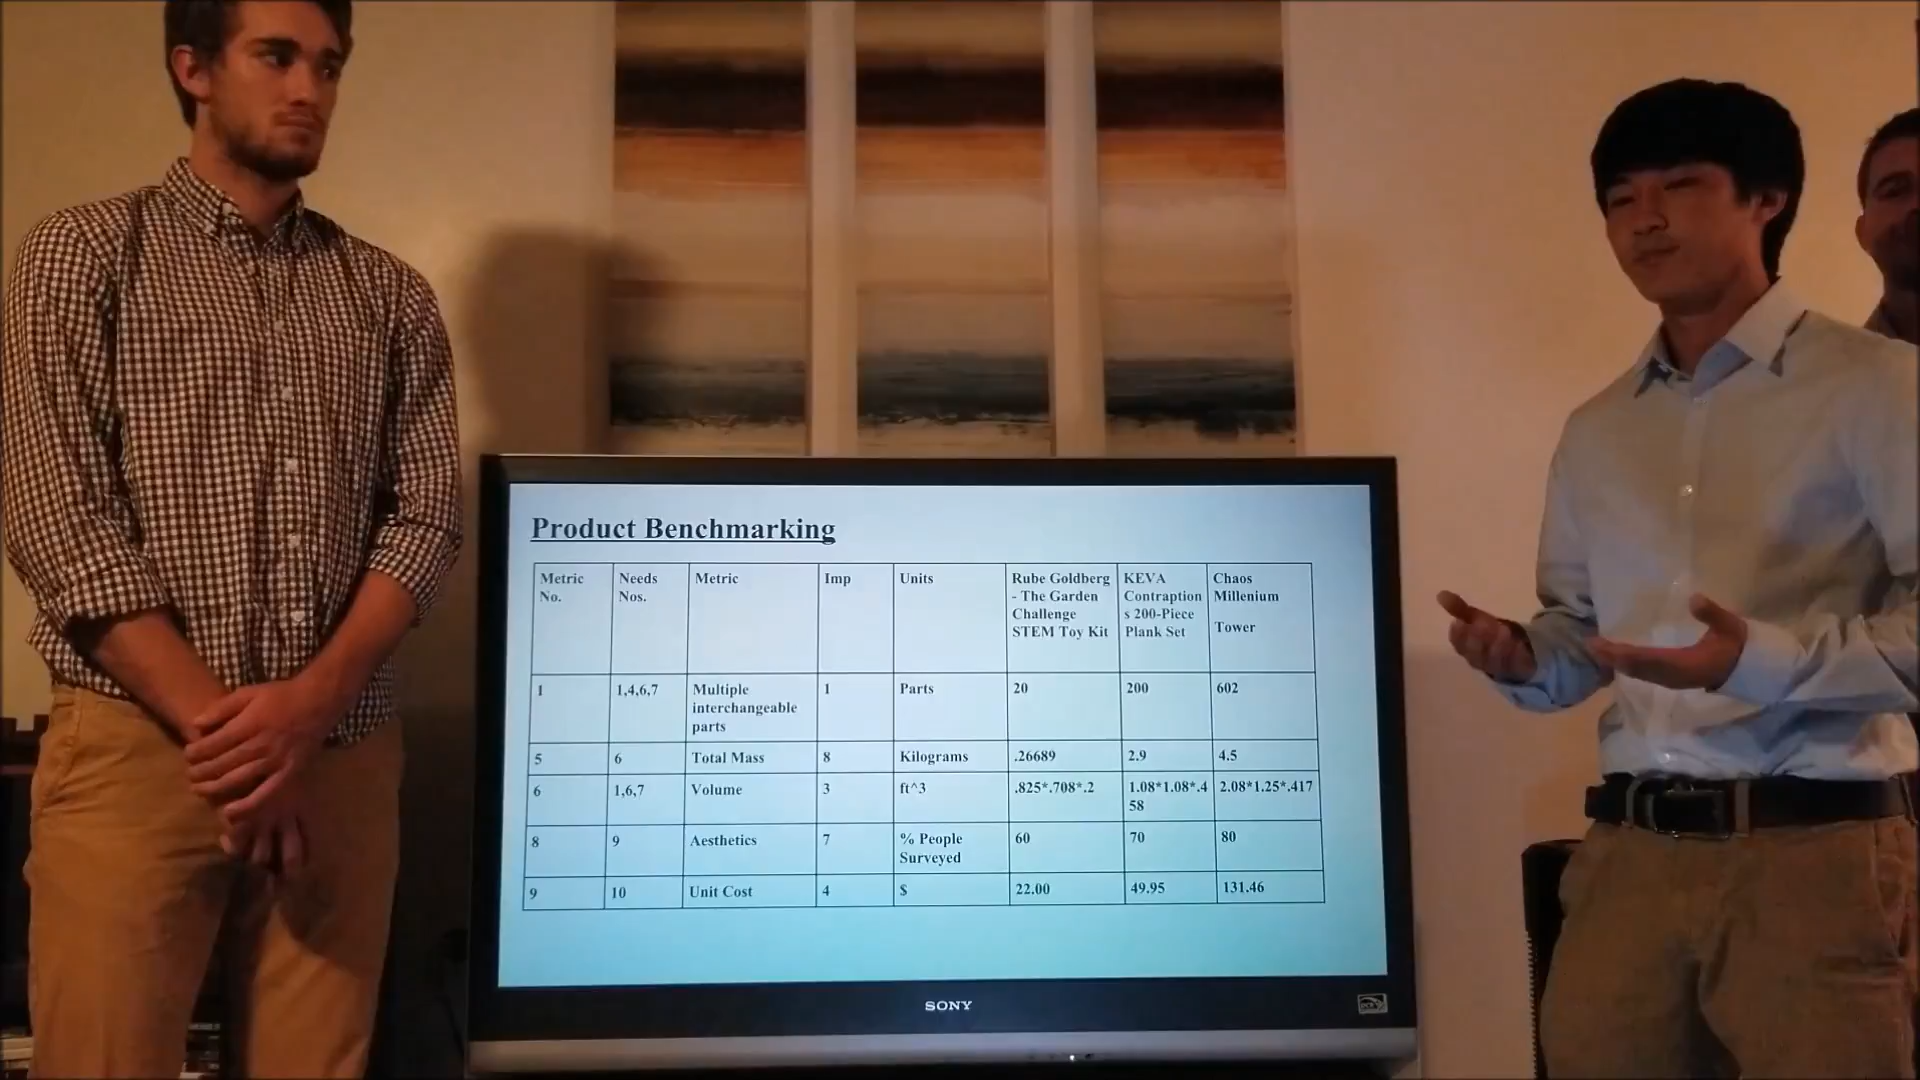 Product Benchmarking
Metric No. Needs Nos. Metric Imp Units Rube Goldberg - The Garden Challenge STEM Toy Kit KEVA Contraptions 200-Piece Plank Set Chaos Millenium Tower
1 1,4,6,7 Multiple interchangeable parts 1 Parts 20 200 602
5 6 Total Mass 8 Kilograms .26689 2.9 4.5
6 1,6,7 Volume 3 ft^3 .825*.708*.2 1.08*1.08*.458 2.08*1.25*.417
8 9 Aesthetics 7 % People Surveyed 60 70 80
9 10 Unit Cost 4 $ 22.00 49.95 131.46
SONY